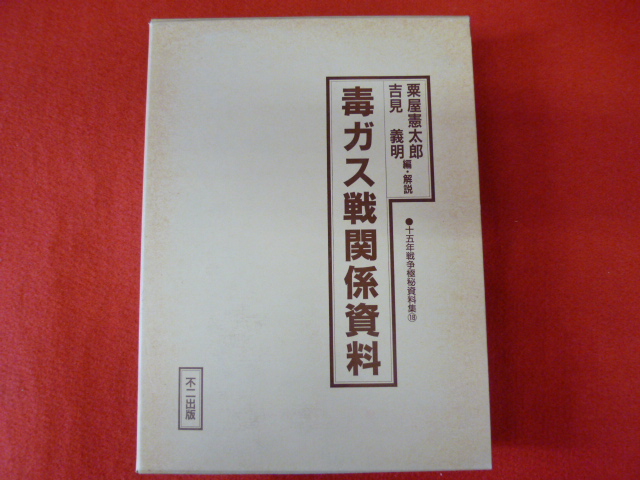 粟屋憲太郎
吉見 義明 編・解説
毒ガス戦関係資料
●十五年戦争極秘資料集⑱
不二出版